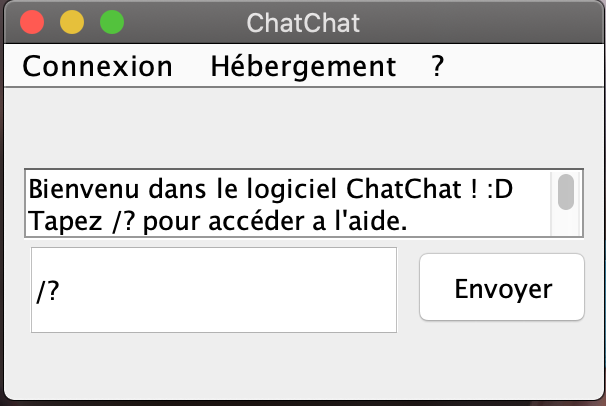 ChatChat
Connexion Hébergement ?
Bienvenu dans le logiciel ChatChat ! :D
Tapez /? pour accéder a l'aide.
/?
Envoyer